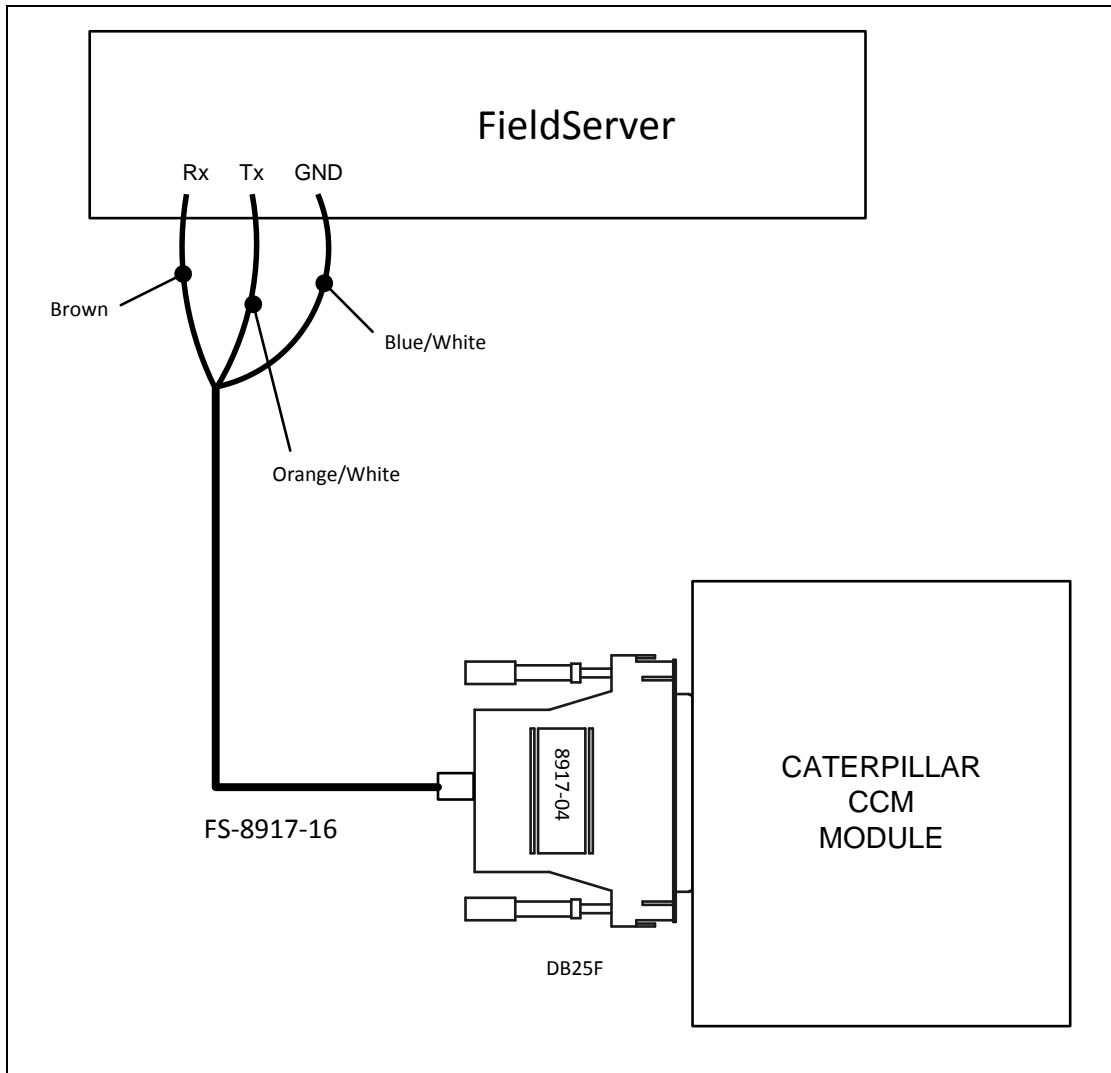 FieldServer
Rx Tx GND
Brown
Blue/White
Orange/White
8917-04
CATERPILLAR
CCM
MODULE
FS-8917-16
DB25F